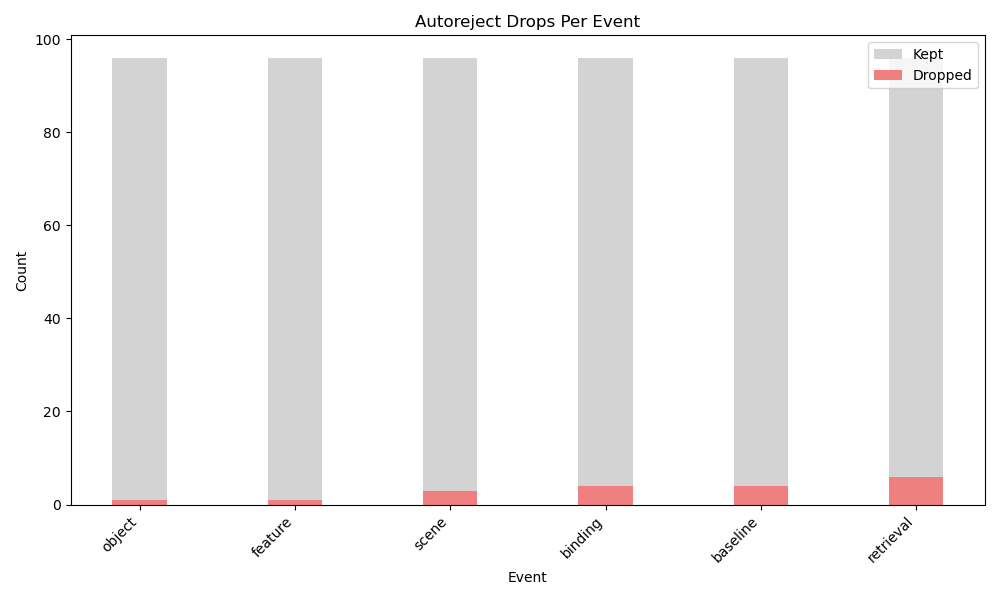 Autoreject Drops Per Event
Kept
Dropped
100
80
60
40
20
0
Count
object
feature
scene
binding
baseline
retrieval
Event